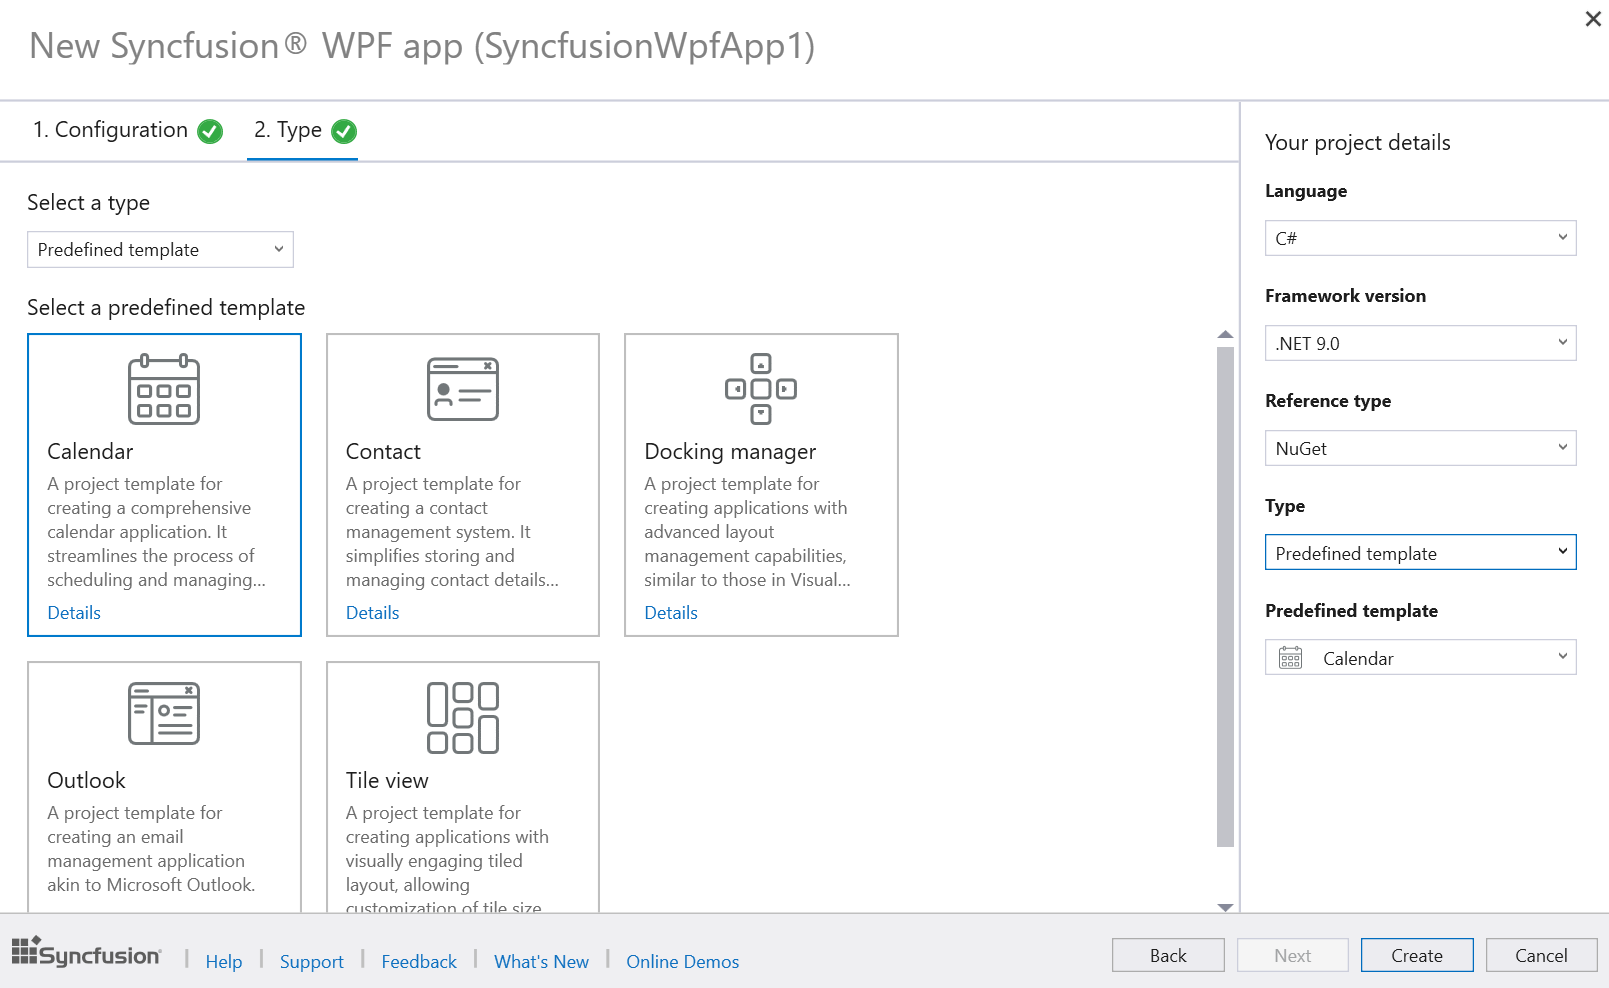 New Syncfusion® WPF app (SyncfusionWpfApp1)
1. Configuration
2. Type
Select a type
Predefined template
Select a predefined template
Calendar
A project template for
creating a comprehensive
calendar application. It
streamlines the process of
scheduling and managing...
Details
Contact
A project template for
creating a contact
management system. It
simplifies storing and
managing contact details...
Details
Docking manager
A project template for
creating applications with
advanced layout
management capabilities,
similar to those in Visual...
Details
Outlook
A project template for
creating an email
management application
akin to Microsoft Outlook.
Tile view
A project template for
creating applications with
visually engaging tiled
layout, allowing
customization of tile size
Your project details
Language
C#
Framework version
.NET 9.0
Reference type
NuGet
Type
Predefined template
Predefined template
Calendar
Syncfusion
Help
Support
Feedback
What's New
Online Demos
Back
Next
Create
Cancel